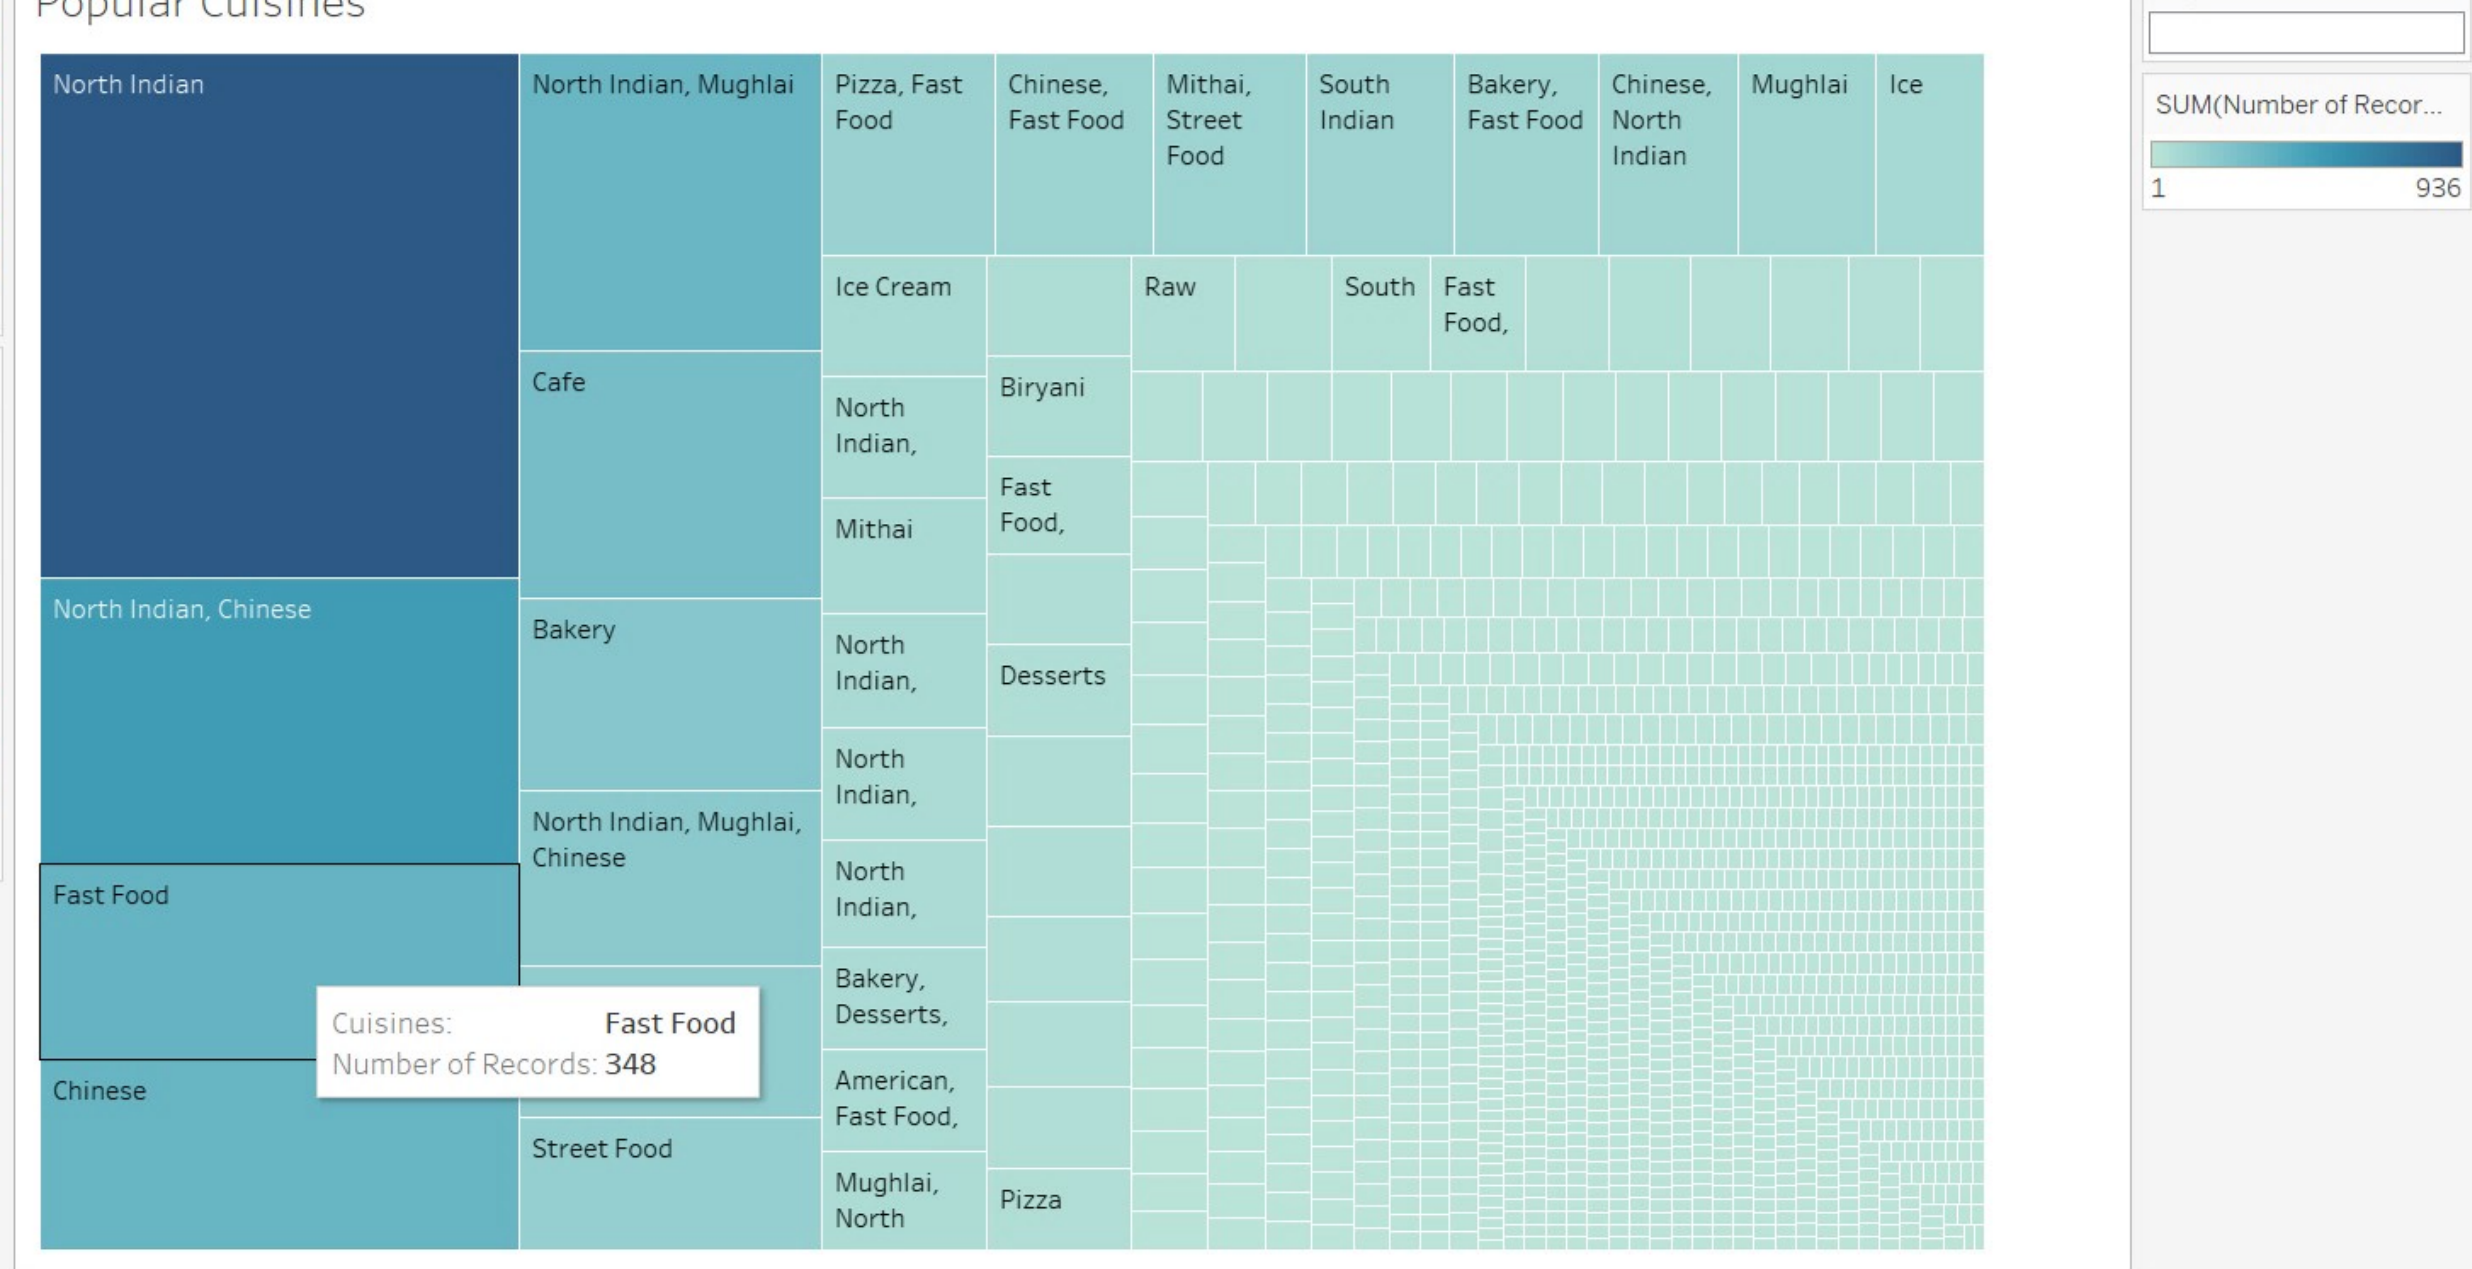 Popular Cuisines
North Indian
North Indian, Chinese
Fast Food
Chinese
North Indian, Mughlai
Cafe
Bakery
North Indian, Mughlai,
Chinese
Street Food
Cuisines: Fast Food
Number of Records: 348
Pizza, Fast
Food
Chinese,
Fast Food
Mithai,
Street
Food
South
Indian
Bakery,
Fast Food
Chinese,
North
Indian
Mughlai
Ice
Ice Cream
North
Indian,
Mithai
North
Indian,
North
Indian,
North
Indian,
Bakery,
Desserts,
American,
Fast Food,
Mughlai,
North
Biryani
Fast
Food,
Desserts
Pizza
Raw
South
Fast
Food,
SUM(Number of Recor...
1 936